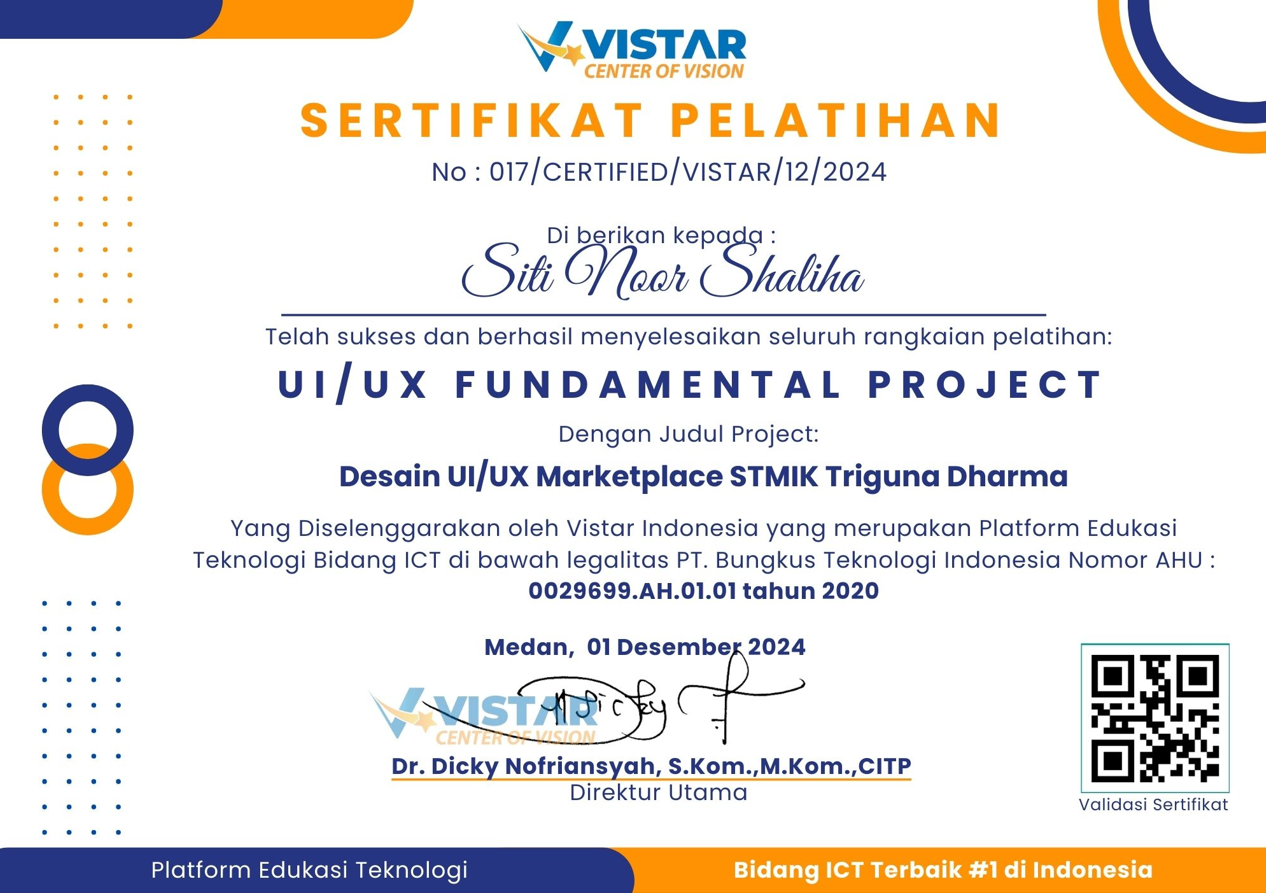 VISTAR
CENTER OF VISION
SERTIFIKAT PELATIHAN
No : 017/CERTIFIED/VISTAR/12/2024
Di berikan kepada :
Siti Noor Shaliha
Telah sukses dan berhasil menyelesaikan seluruh rangkaian pelatihan:
UI/UX FUNDAMENTAL PROJECT
Dengan Judul Project:
Desain UI/UX Marketplace STMIK Triguna Dharma
Yang Diselenggarakan oleh Vistar Indonesia yang merupakan Platform Edukasi
Teknologi Bidang ICT di bawah legalitas PT. Bungkus Teknologi Indonesia Nomor AHU :
0029699.AH.01.01 tahun 2020
Medan, 01 Desember 2024
VISTAR
CENTER OF VISION
Dr. Dicky Nofriansyah, S.Kom.,M.Kom.,CITP
Direktur Utama
Validasi Sertifikat
Platform Edukasi Teknologi
Bidang ICT Terbaik #1 di Indonesia